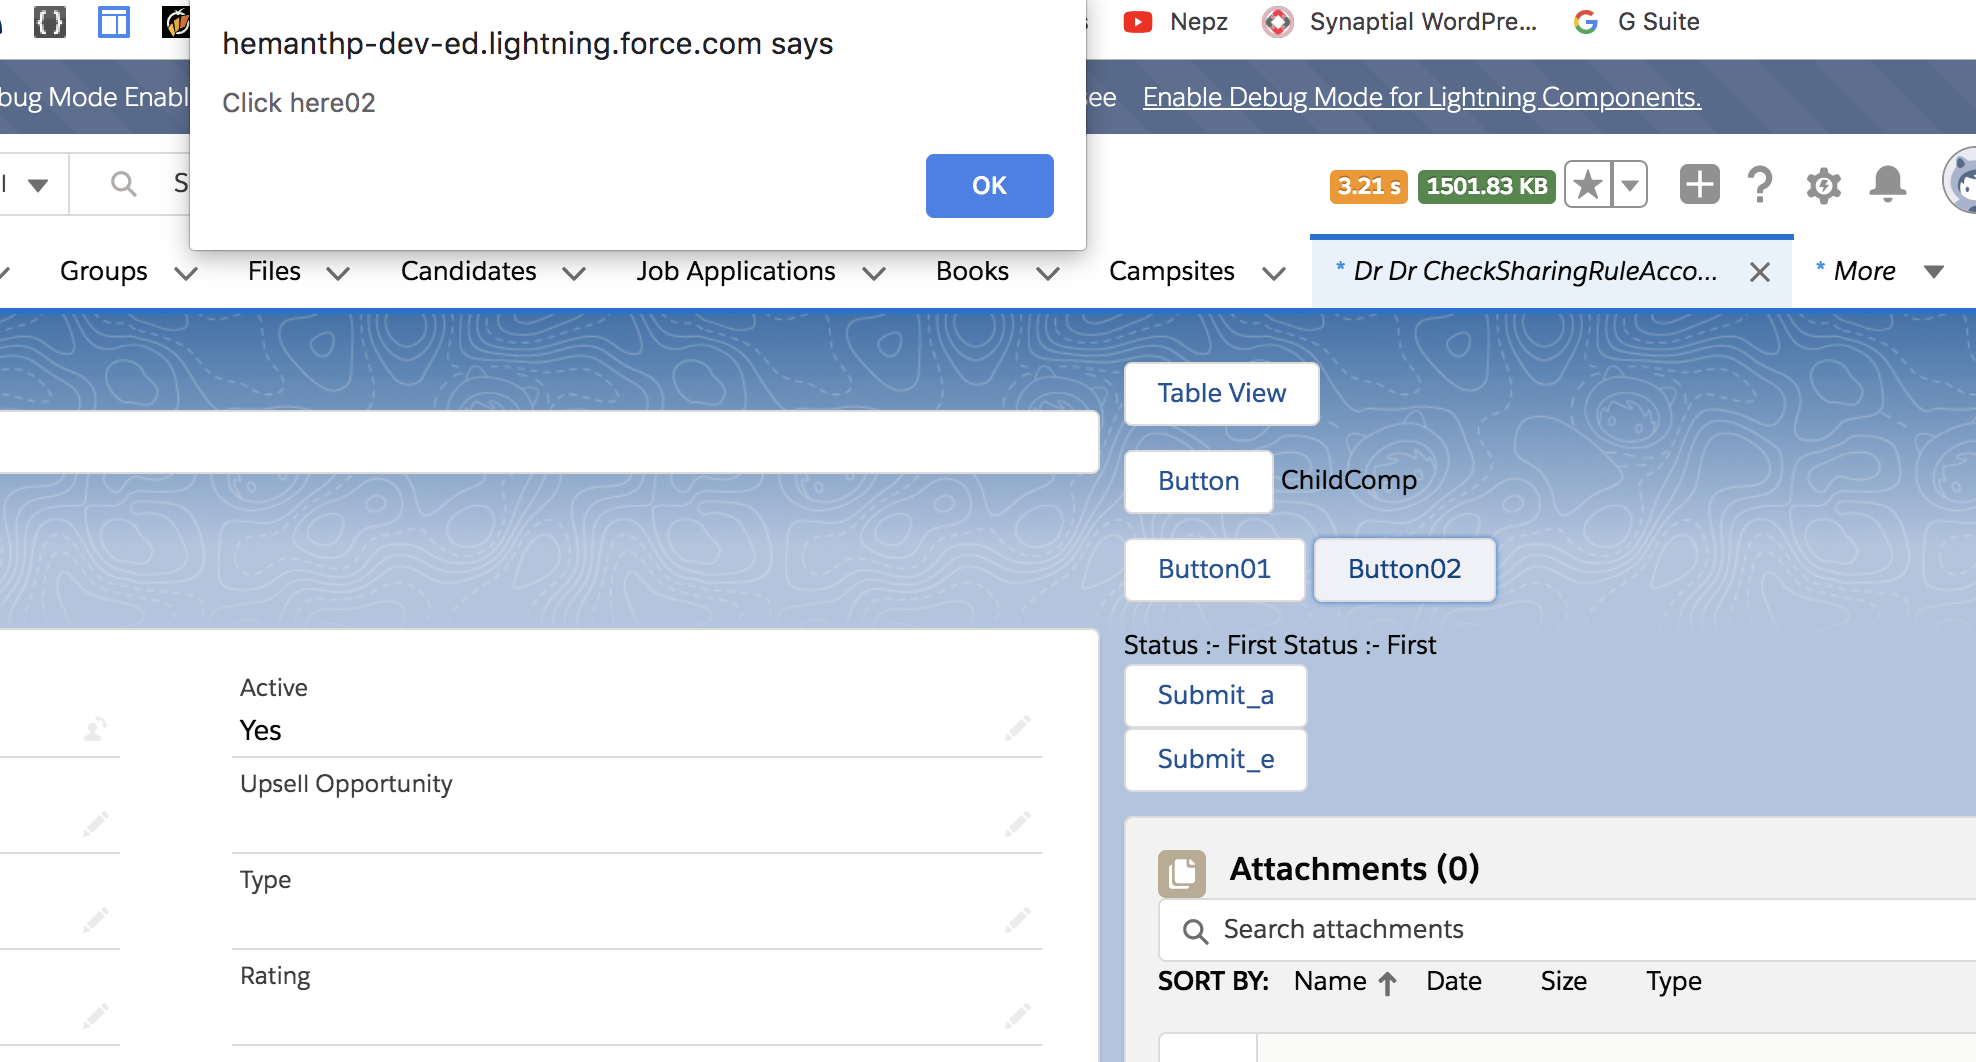 {}
Nepz
Synaptial WordPre...
G Suite
hemanthp-dev-ed.lightning.force.com says
Click here02
OK
bug Mode Enabl
see
Enable Debug Mode for Lightning Components.
S
3.21 s
1501.83 KB
Groups
Files
Candidates
Job Applications
Books
Campsites
* Dr Dr CheckSharingRuleAcco...
* More
Table View
Button
ChildComp
Button01
Button02
Status :- First Status :- First
Submit_a
Submit_e
Active
Yes
Upsell Opportunity
Type
Rating
Attachments (0)
Search attachments
SORT BY:
Name
Date
Size
Type